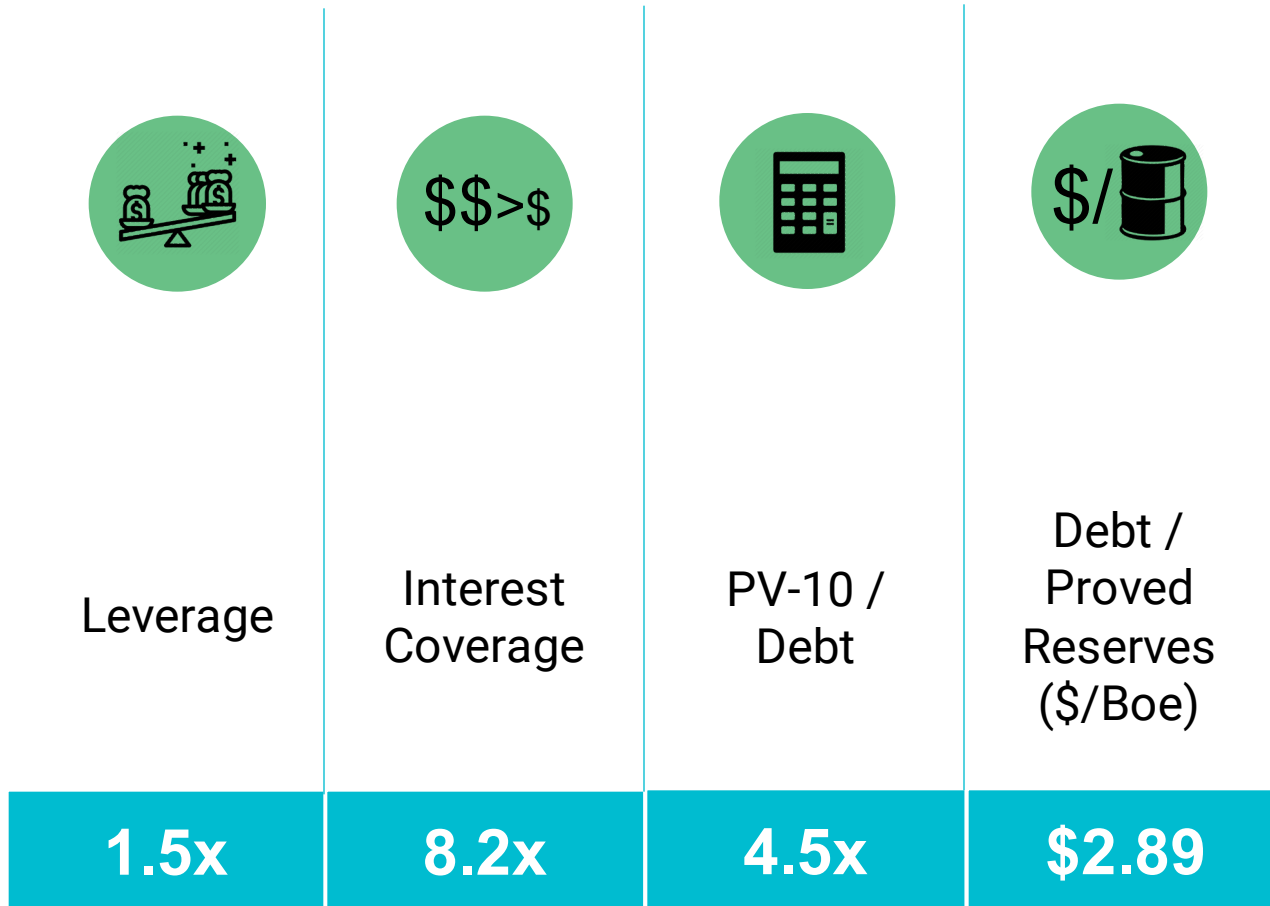 $$>$
$/
Leverage
Interest
Coverage
PV-10 /
Debt
Debt /
Proved
Reserves
($/Boe)
1.5x
8.2x
4.5x
$2.89